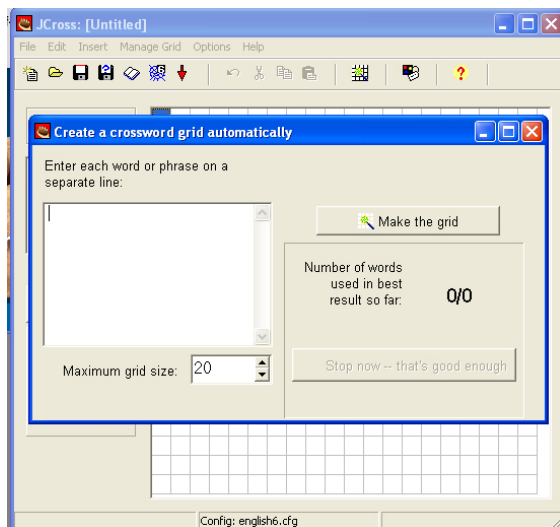 JCross: [Untitled]
File Edit Insert Manage Grid Options Help
Create a crossword grid automatically
Enter each word or phrase on a
separate line:
Make the grid
Number of words
used in best
result so far:
0/0
Maximum grid size: 20
Stop now -- that's good enough
Config: english6.cfg